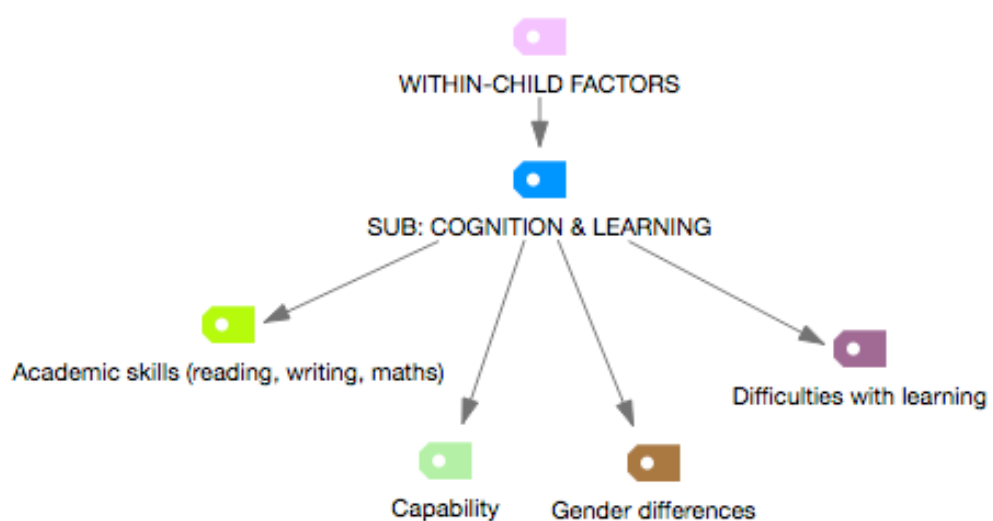 WITHIN-CHILD FACTORS
SUB: COGNITION & LEARNING
Academic skills (reading, writing, maths)
Difficulties with learning
Capability
Gender differences